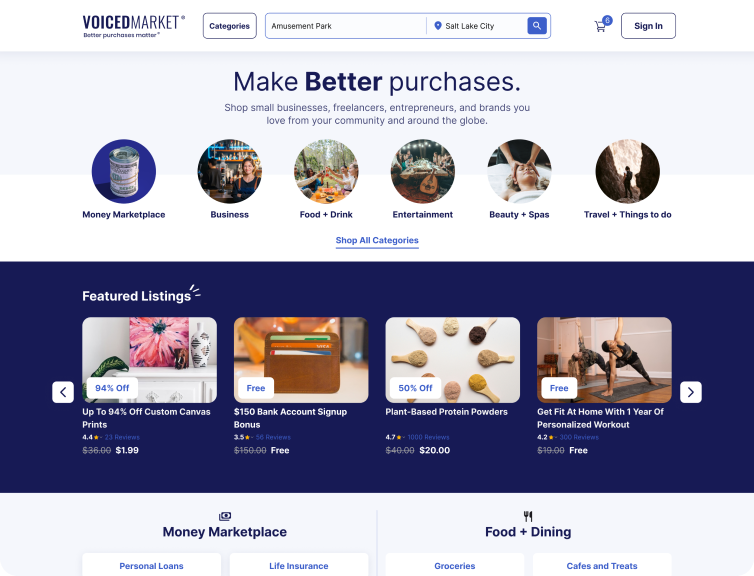 VOICEDMARKET®
Better purchases matter™
Categories
Amusement Park
Salt Lake City
6
Sign In
Make Better purchases.
Shop small businesses, freelancers, entrepreneurs, and brands you
love from your community and around the globe.
Money Marketplace
Business
Food + Drink
Entertainment
Beauty + Spas
Travel + Things to do
Shop All Categories
Featured Listings
94% Off
Up To 94% Off Custom Canvas
Prints
4.4★• 23 Reviews
$36.00 $1.99
Free
$150 Bank Account Signup
Bonus
3.5★• 56 Reviews
$150.00 Free
50% Off
Plant-Based Protein Powders
4.7★• 1000 Reviews
$40.00 $20.00
Free
Get Fit At Home With 1 Year Of
Personalized Workout
4.2★• 300 Reviews
$19.00 Free
Money Marketplace
Personal Loans
Life Insurance
Food + Dining
Groceries
Cafes and Treats